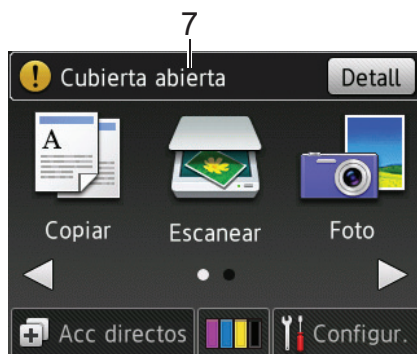 7
Cubierta abierta Detall
A
Copiar Escanear Foto
Acc directos Configur.